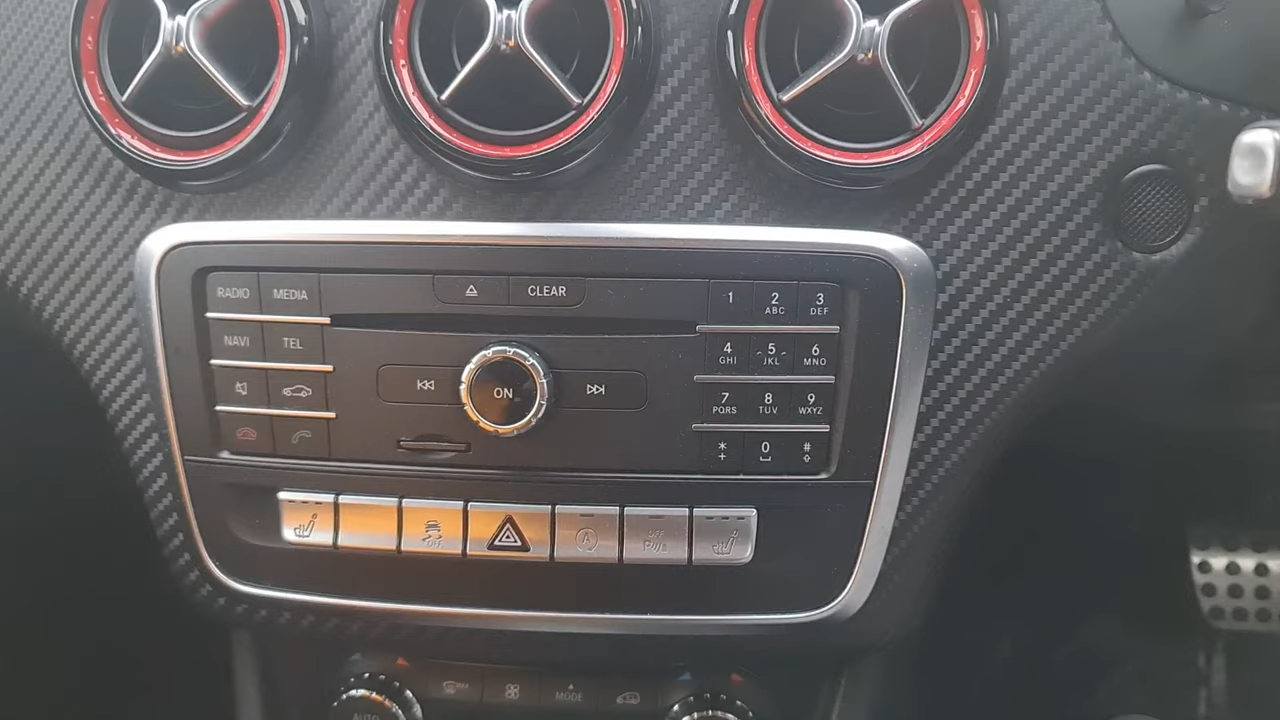 RADIO MEDIA CLEAR 1 2 3
ABC DEF
NAVI TEL 4 5 6
GHI JKL MNO
ON
7 8 9
PQRS TUV WXYZ
* 0 #
+
OFF A OFF
P
MAX
MODE
AUTO